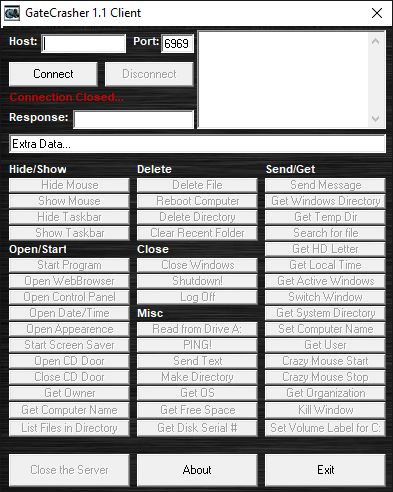 GateCrasher 1.1 Client
Host: Port: 6969
Connect Disconnect
Connection Closed...
Response:
Extra Data...
Hide/Show
Hide Mouse
Show Mouse
Hide Taskbar
Show Taskbar
Open/Start
Start Program
Open WebBrowser
Open Control Panel
Open Date/Time
Open Appearence
Start Screen Saver
Open CD Door
Close CD Door
Get Owner
Get Computer Name
List Files in Directory
Delete
Delete File
Reboot Computer
Delete Directory
Clear Recent Folder
Close
Close Windows
Shutdown!
Log Off
Misc
Read from Drive A:
PING!
Send Text
Make Directory
Get OS
Get Free Space
Get Disk Serial #
Send/Get
Send Message
Get Windows Directory
Get Temp Dir
Search for file
Get HD Letter
Get Local Time
Get Active Windows
Switch Window
Get System Directory
Set Computer Name
Get User
Crazy Mouse Start
Crazy Mouse Stop
Get Organization
Kill Window
Set Volume Label for C:
Close the Server About Exit